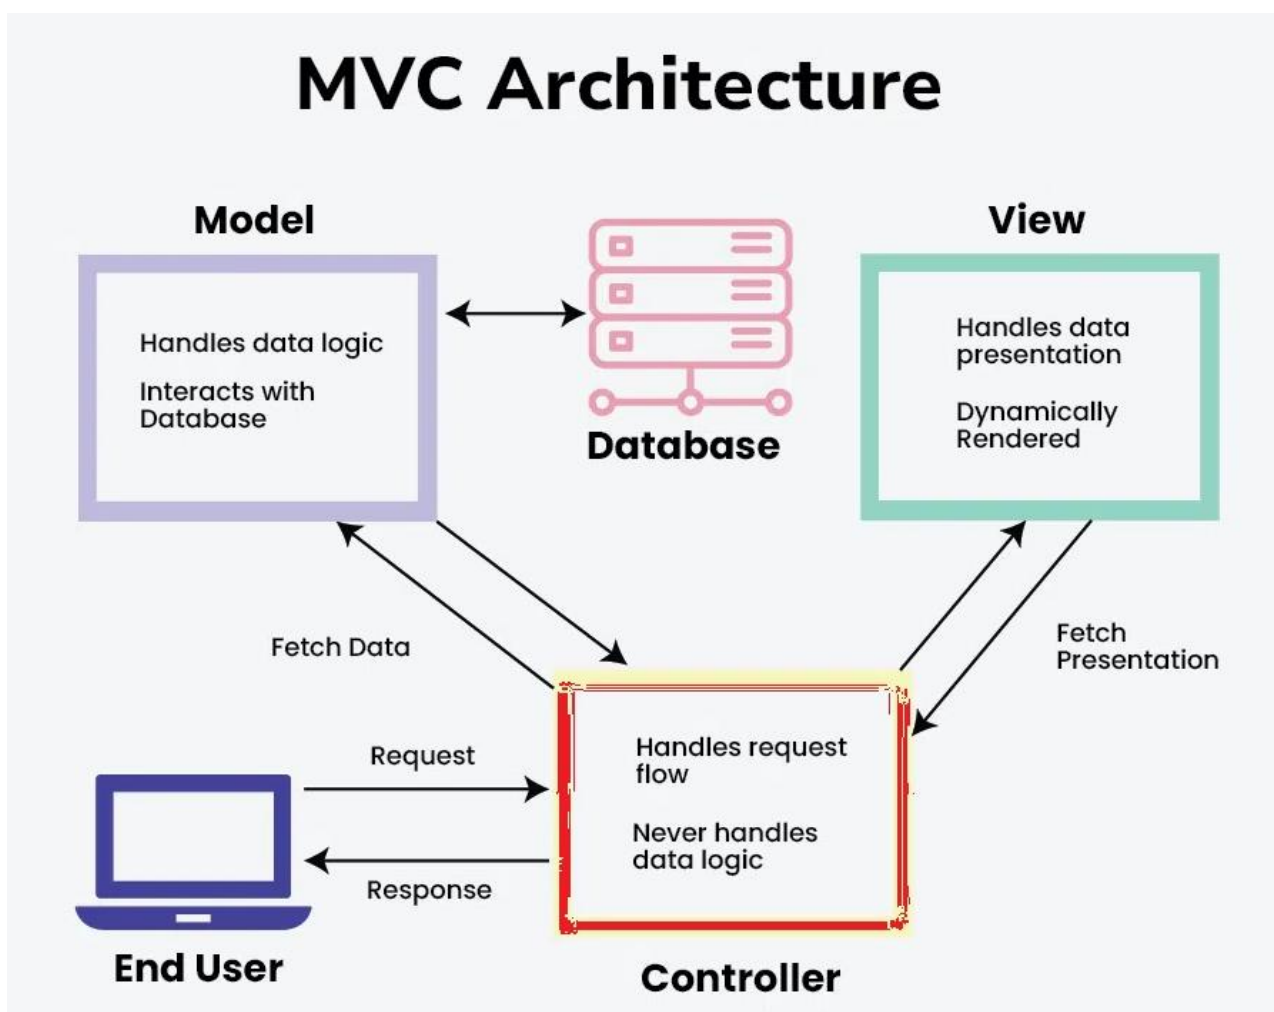 MVC Architecture
Model
View
Handles data logic
Interacts with
Database
Database
Handles data
presentation
Dynamically
Rendered
Fetch Data
Fetch
Presentation
Request
Response
Handles request
flow
Never handles
data logic
End User
Controller